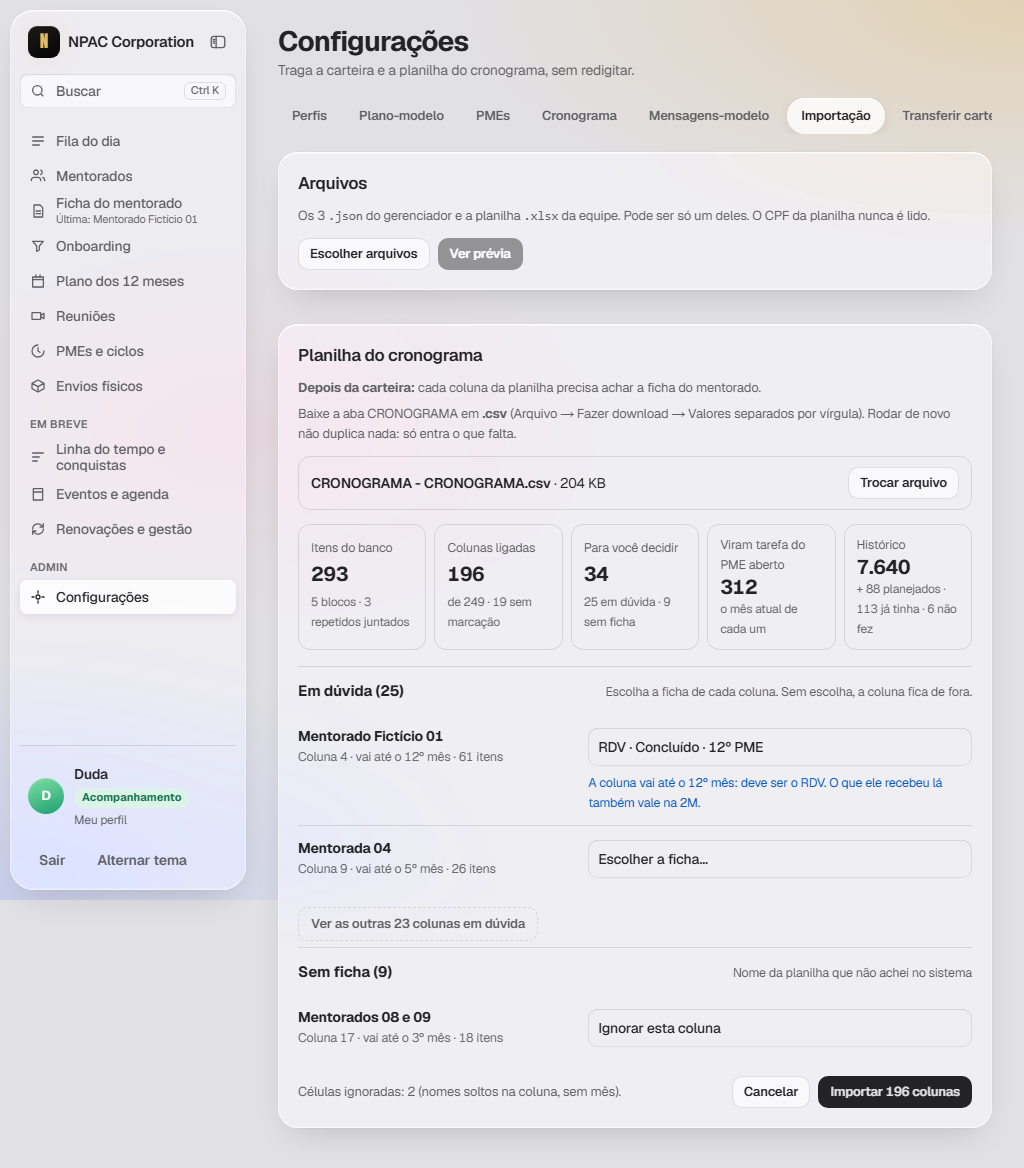 NPAC Corporation
Buscar
Ctrl K
Fila do dia
Mentorados
Ficha do mentorado
Última: Mentorado Fictício 01
Onboarding
Plano dos 12 meses
Reuniões
PMEs e ciclos
Envios físicos
EM BREVE
Linha do tempo e
conquistas
Eventos e agenda
Renovações e gestão
ADMIN
Configurações
D
Duda
Acompanhamento
Meu perfil
Sair
Alternar tema
Configurações
Traga a carteira e a planilha do cronograma, sem redigitar.
Perfis
Plano-modelo
PMEs
Cronograma
Mensagens-modelo
Importação
Transferir carte
Arquivos
Os 3 .json do gerenciador e a planilha .xlsx da equipe. Pode ser só um deles. O CPF da planilha nunca é lido.
Escolher arquivos
Ver prévia
Planilha do cronograma
Depois da carteira: cada coluna da planilha precisa achar a ficha do mentorado.
Baixe a aba CRONOGRAMA em .csv (Arquivo → Fazer download → Valores separados por vírgula). Rodar de novo
não duplica nada: só entra o que falta.
CRONOGRAMA - CRONOGRAMA.csv · 204 KB
Trocar arquivo
Itens do banco
293
5 blocos · 3
repetidos juntados
Colunas ligadas
196
de 249 · 19 sem
marcação
Para você decidir
34
25 em dúvida · 9
sem ficha
Viram tarefa do
PME aberto
312
o mês atual de
cada um
Histórico
7.640
+ 88 planejados ·
113 já tinha · 6 não
fez
Em dúvida (25)
Escolha a ficha de cada coluna. Sem escolha, a coluna fica de fora.
Mentorado Fictício 01
Coluna 4 · vai até o 12º mês · 61 itens
RDV · Concluído · 12º PME
A coluna vai até o 12º mês: deve ser o RDV. O que ele recebeu lá
também vale na 2M.
Mentorada 04
Coluna 9 · vai até o 5º mês · 26 itens
Escolher a ficha...
Ver as outras 23 colunas em dúvida
Sem ficha (9)
Nome da planilha que não achei no sistema
Mentorados 08 e 09
Coluna 17 · vai até o 3º mês · 18 itens
Ignorar esta coluna
Células ignoradas: 2 (nomes soltos na coluna, sem mês).
Cancelar
Importar 196 colunas